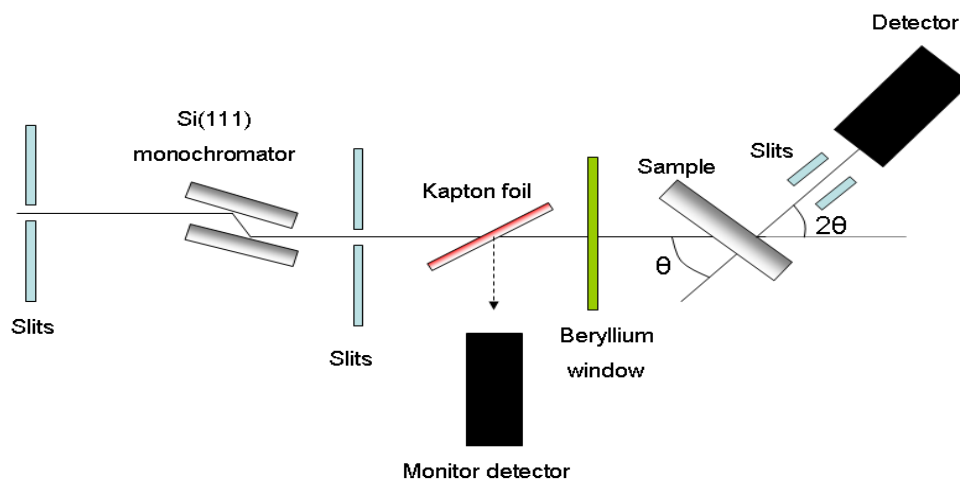 Detector
Si(111)
monochromator
Slits
Sample
Kapton foil
2θ
θ
Slits
Slits
Beryllium
window
Monitor detector